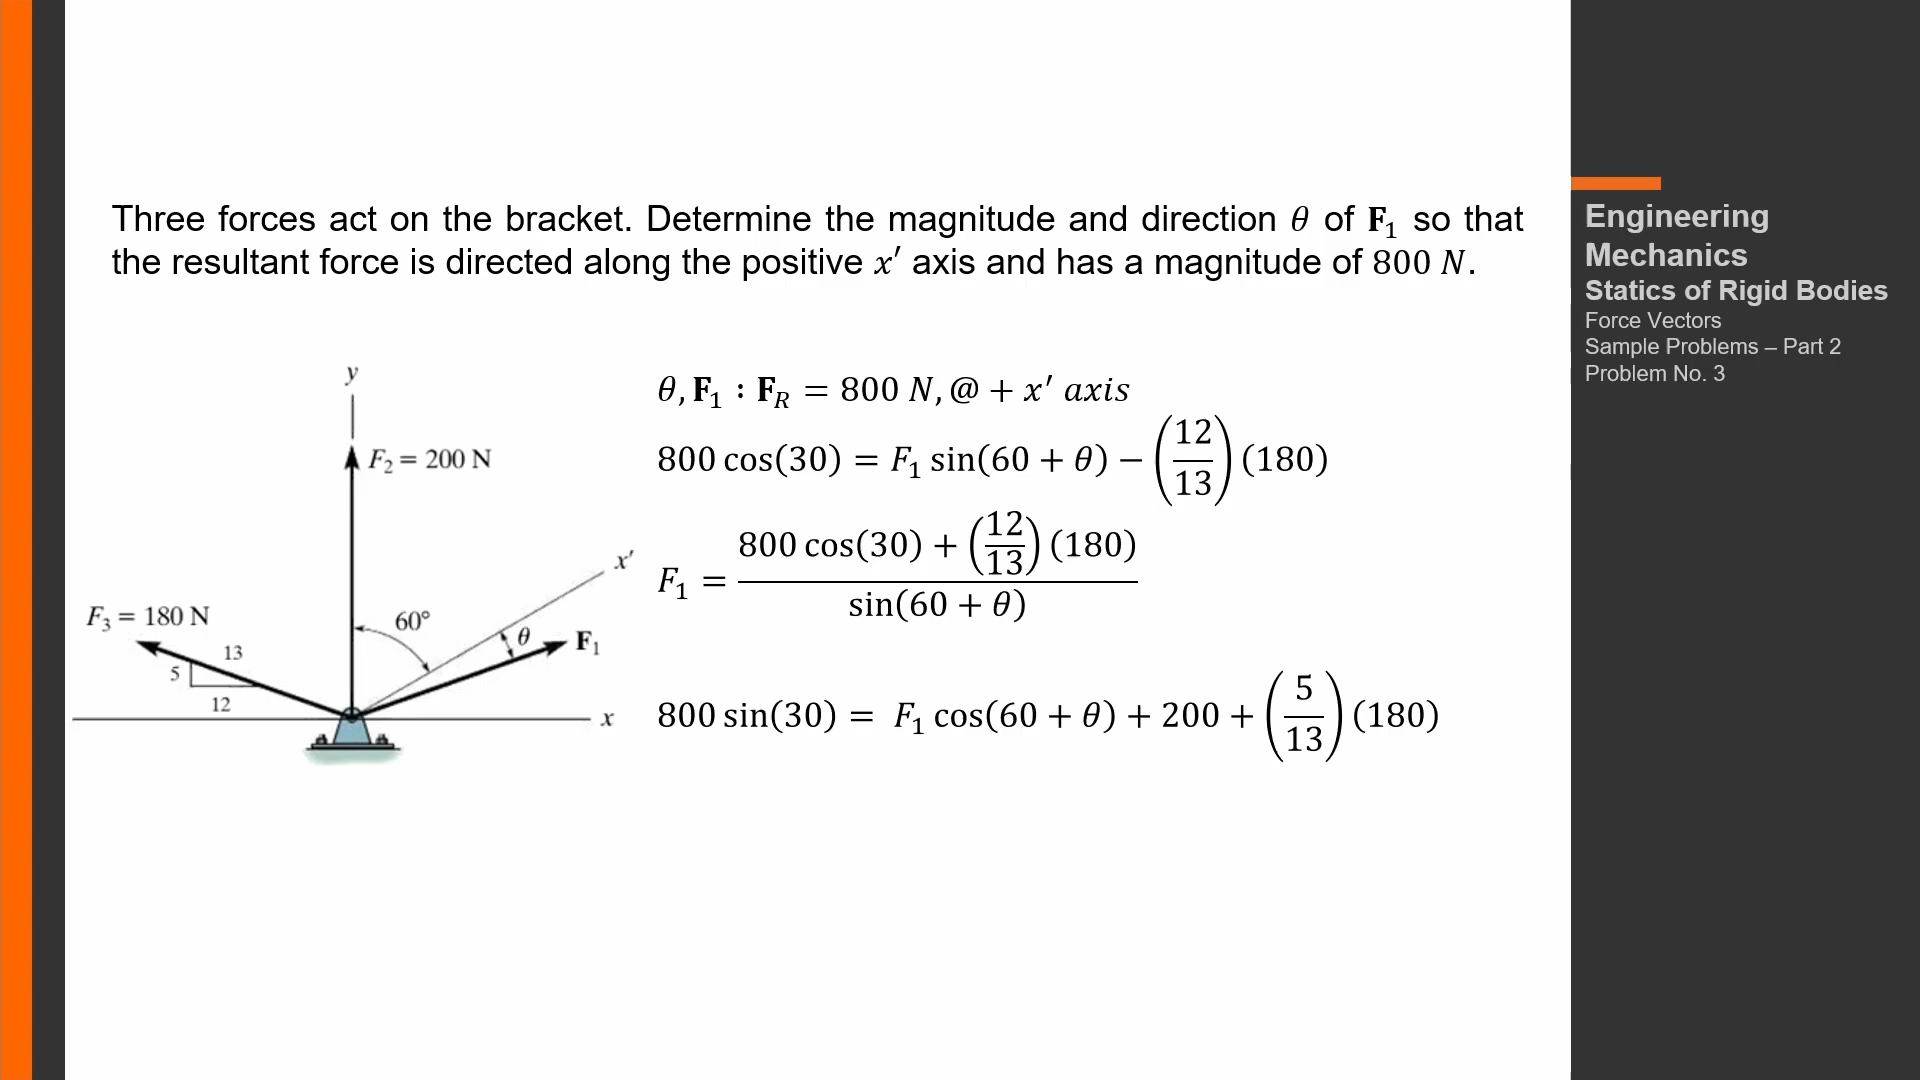 Three forces act on the bracket. Determine the magnitude and direction θ of F₁ so that
the resultant force is directed along the positive x′ axis and has a magnitude of 800 N.
y
F₂ = 200 N
x′
F₃ = 180 N
60°
θ
F₁
13
5
12
x
θ, F₁ : F_R = 800 N, @ + x′ axis
800 cos(30) = F₁ sin(60 + θ) − (12/13) (180)
F₁ = (800 cos(30) + (12/13) (180)) / sin(60 + θ)
800 sin(30) = F₁ cos(60 + θ) + 200 + (5/13) (180)
Engineering
Mechanics
Statics of Rigid Bodies
Force Vectors
Sample Problems – Part 2
Problem No. 3